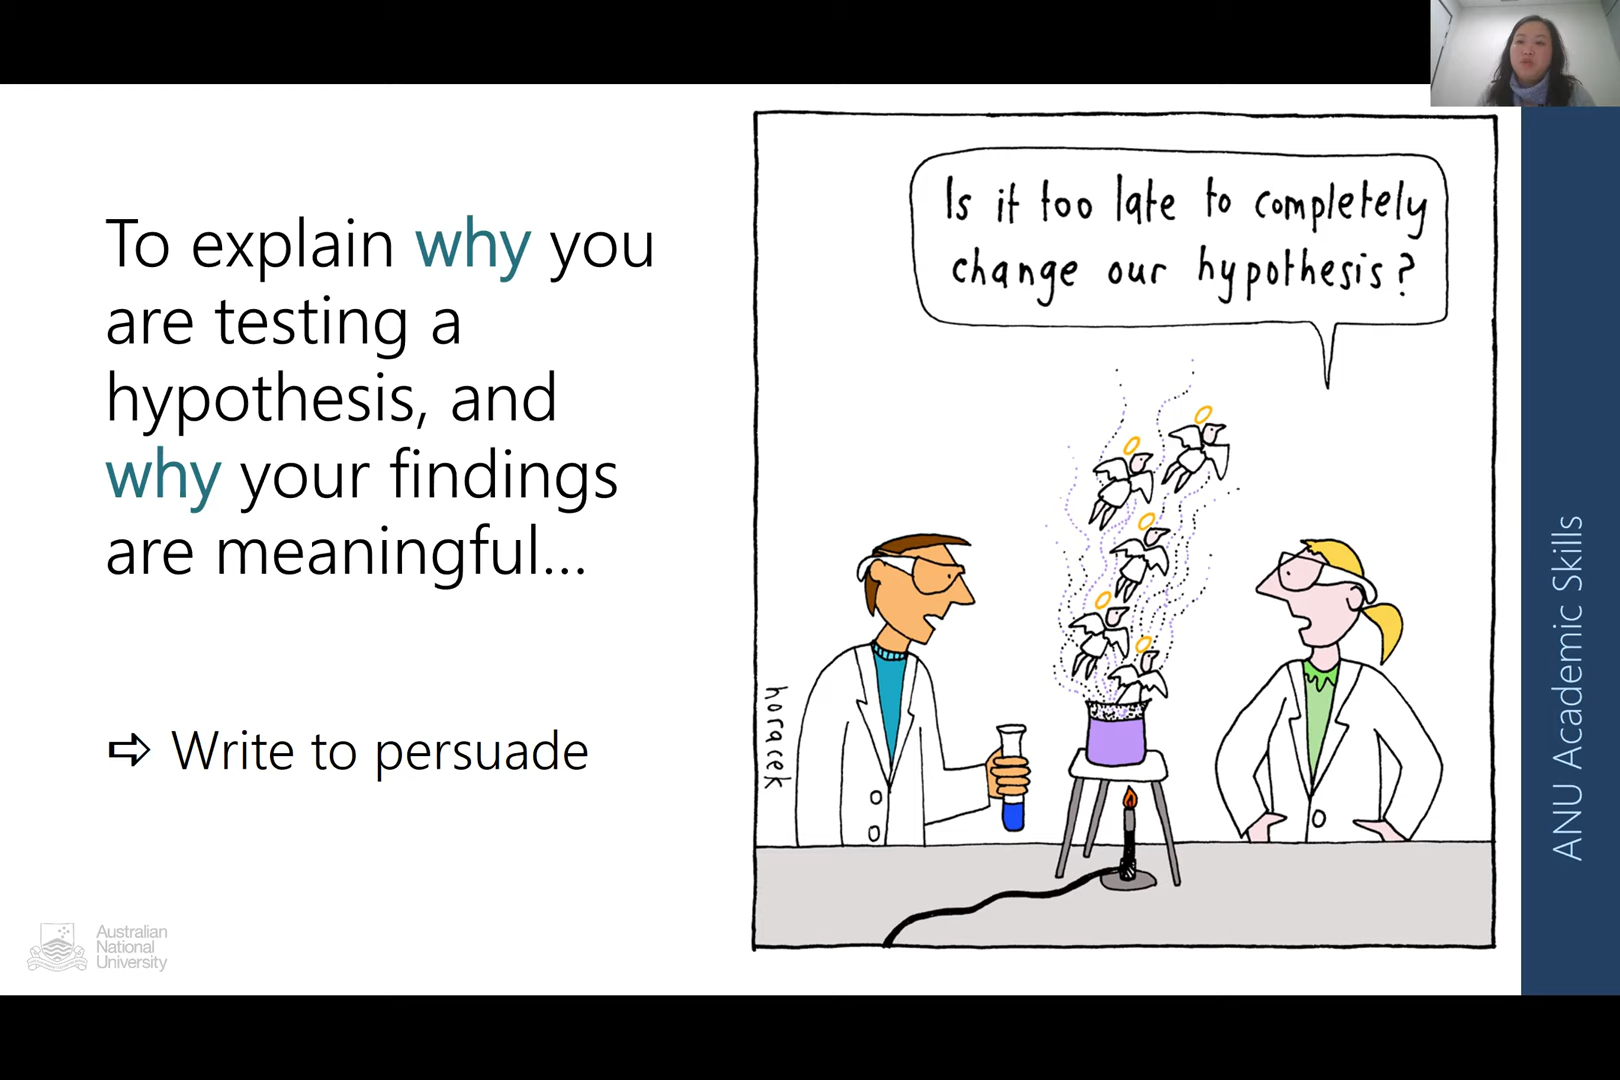 To explain why you
are testing a
hypothesis, and
why your findings
are meaningful...
⇨ Write to persuade
Is it too late to completely
change our hypothesis?
horacek
Australian
National
University
ANU Academic Skills